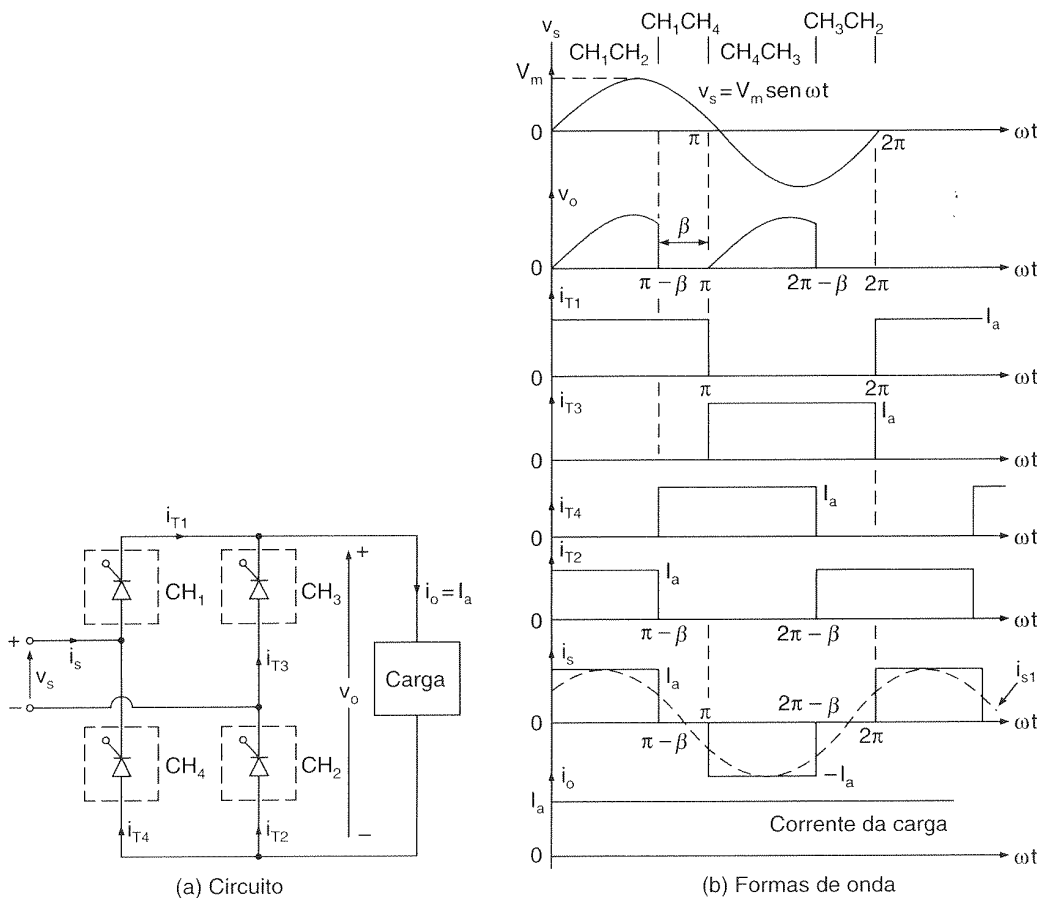 i_T1
CH_1
CH_3
i_o = I_a
+
i_s
+
v_s
−
i_T3
v_o
Carga
CH_4
CH_2
i_T4
i_T2
−
(a) Circuito
CH_1CH_4
CH_3CH_2
v_s
CH_1CH_2
CH_4CH_3
V_m
v_s = V_m sen ωt
0
π
2π
ωt
v_o
β
0
π − β
π
2π − β
2π
ωt
i_T1
I_a
0
π
2π
ωt
i_T3
I_a
0
ωt
i_T4
I_a
0
ωt
i_T2
I_a
0
π − β
2π − β
ωt
i_s
I_a
i_s1
π
2π − β
0
π − β
2π
ωt
−I_a
i_o
I_a
Corrente da carga
0
ωt
(b) Formas de onda